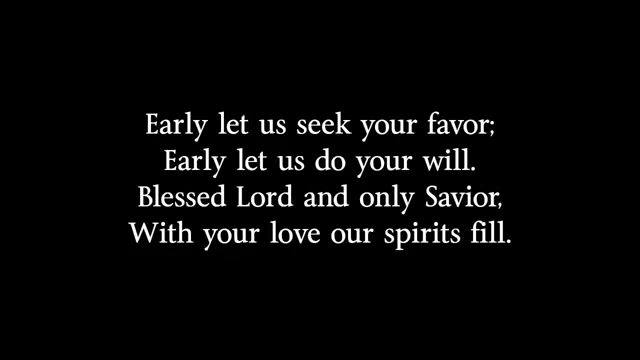 Early let us seek your favor;
Early let us do your will.
Blessed Lord and only Savior,
With your love our spirits fill.